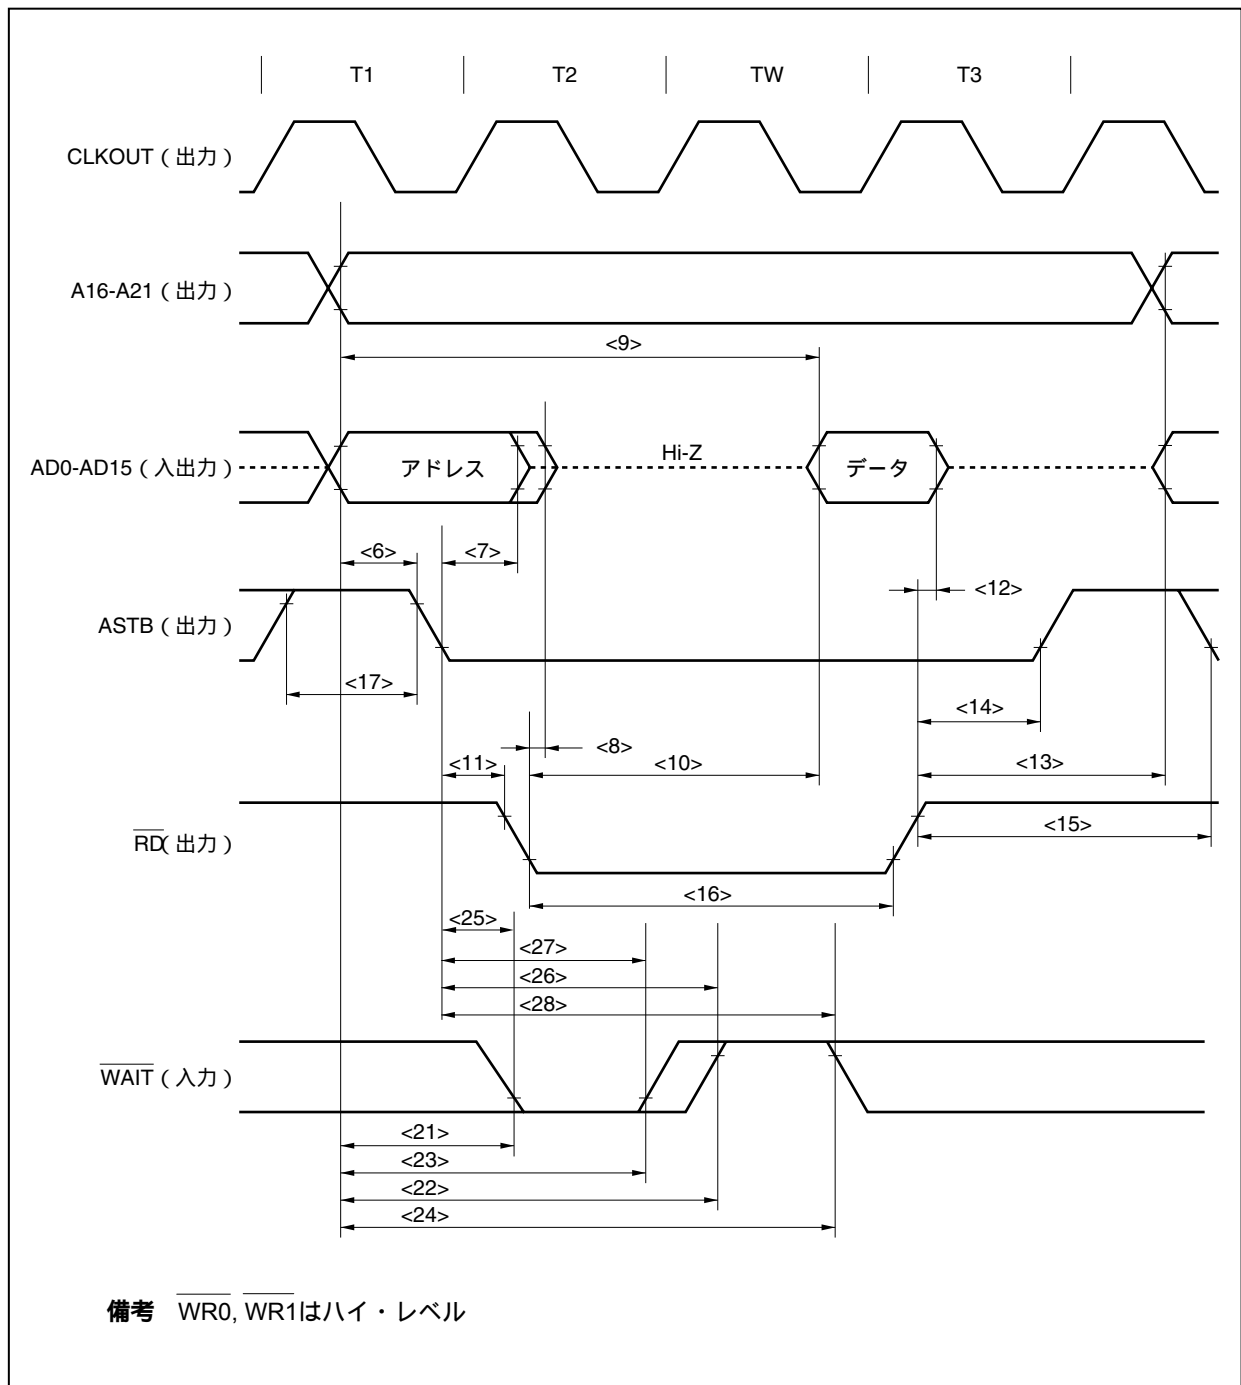 T1 T2 TW T3
CLKOUT（出力）
A16-A21（出力）
<9>
AD0-AD15（入出力） アドレス Hi-Z データ
<6> <7>
<12>
ASTB（出力）
<17>
<14>
<8>
<11> <10> <13>
<15>
RD（出力）
<16>
<25>
<27>
<26>
<28>
WAIT（入力）
<21>
<23>
<22>
<24>
備考 WR0, WR1はハイ・レベル